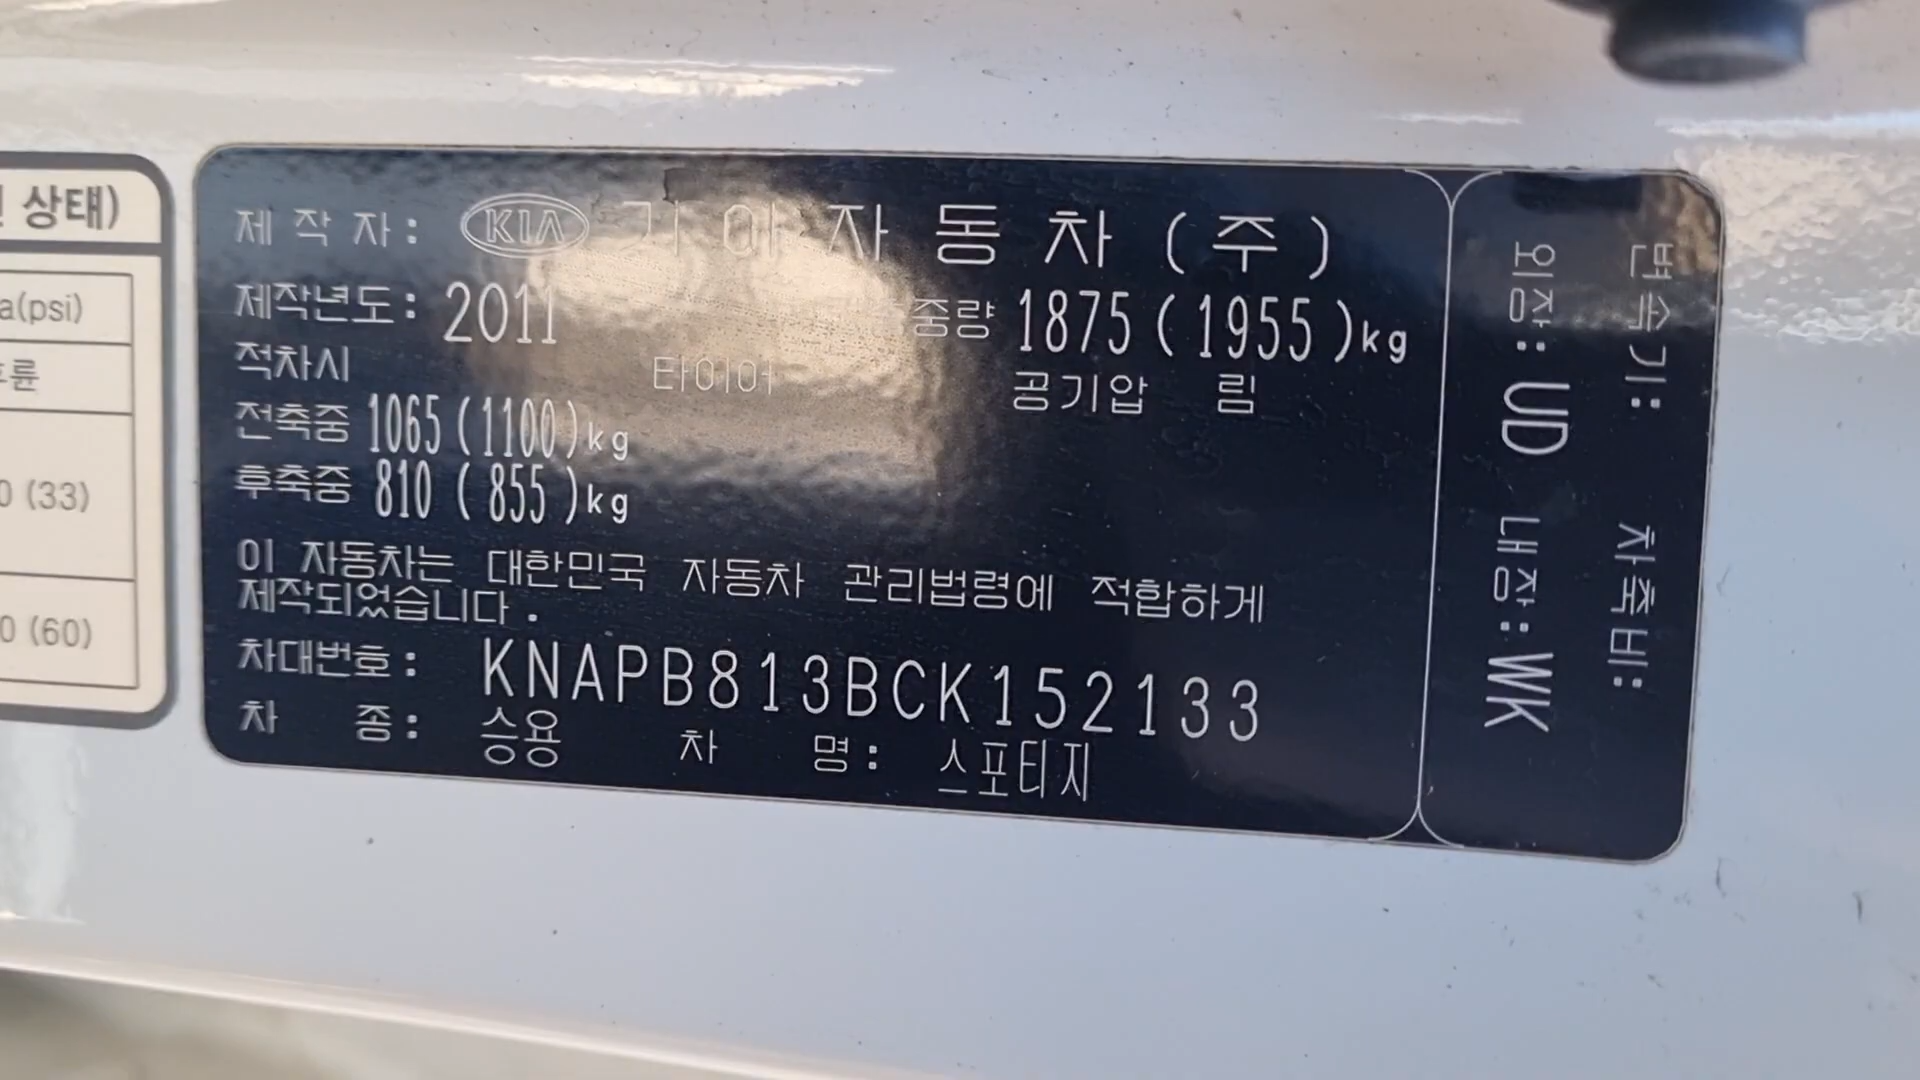 상태)
a(psi)
륜
0 (33)
0 (60)
제 작 자 : KIA 기 아 자 동 차 ( 주 )
제작년도 : 2011 중량 1875 ( 1955 ) kg
적차시 타이어 공기압 림
전축중 1065 ( 1100 ) kg
후축중 810 ( 855 ) kg
이 자동차는 대한민국 자동차 관리법령에 적합하게
제작되었습니다 .
차대번호 : KNAPB813BCK152133
차 종 : 승용 차 명 : 스포티지
변속기 : 차축비 :
외장 : UD 내장 : WK